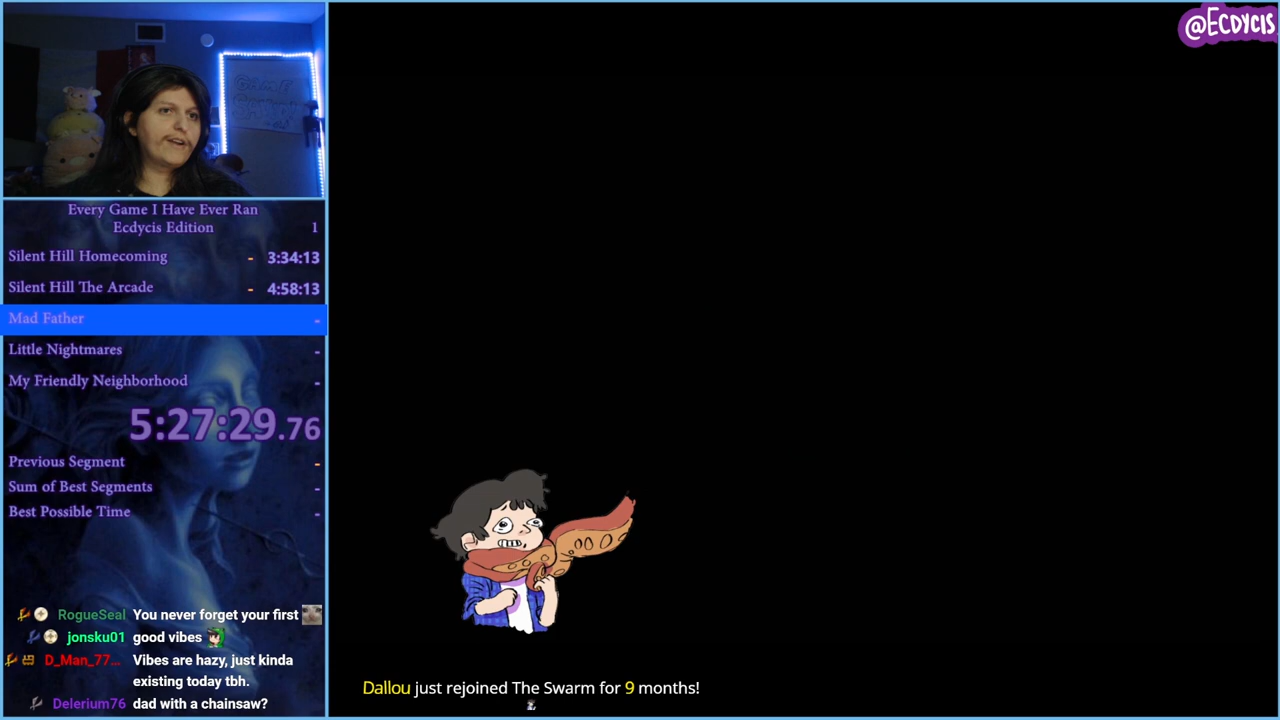 @ECDYCIS
Every Game I Have Ever Ran
Ecdycis Edition 1
Silent Hill Homecoming - 3:34:13
Silent Hill The Arcade - 4:58:13
Mad Father -
Little Nightmares -
My Friendly Neighborhood -
5:27:29.76
Previous Segment -
Sum of Best Segments -
Best Possible Time -
RogueSeal You never forget your first
jonsku01 good vibes
D_Man_77... Vibes are hazy, just kinda
existing today tbh.
Delerium76 dad with a chainsaw?
Dallou just rejoined The Swarm for 9 months!